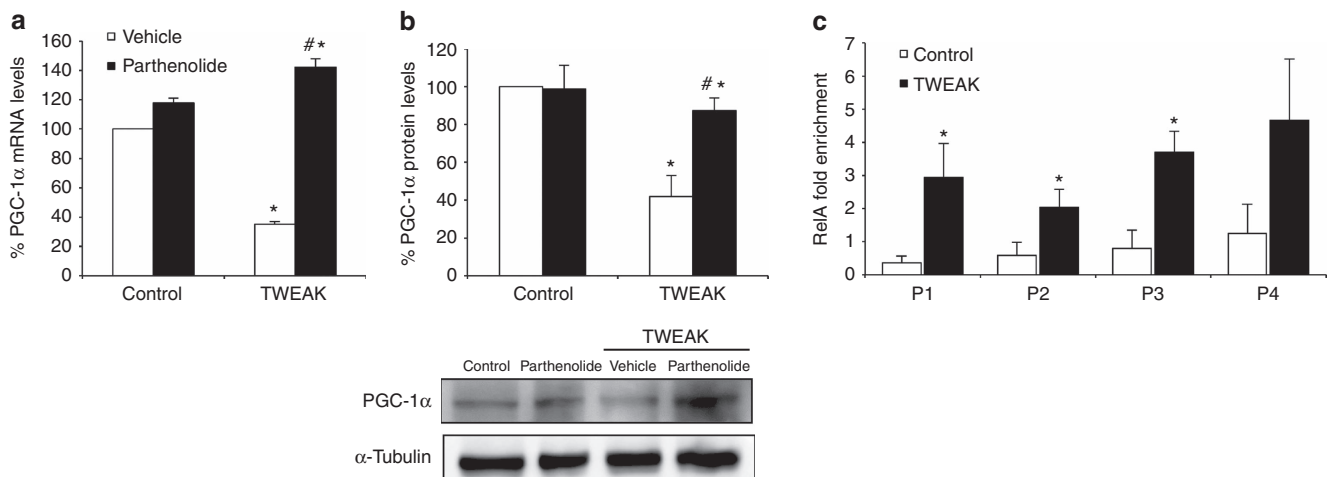 a
% PGC-1α mRNA levels
160
140
120
100
80
60
40
20
0
Vehicle
Parthenolide
*
# *
Control
TWEAK
b
% PGC-1α protein levels
120
100
80
60
40
20
0
*
# *
Control
TWEAK
TWEAK
Control Parthenolide Vehicle Parthenolide
PGC-1α
α-Tubulin
c
RelA fold enrichment
7
6
5
4
3
2
1
0
Control
TWEAK
*
*
*
P1
P2
P3
P4